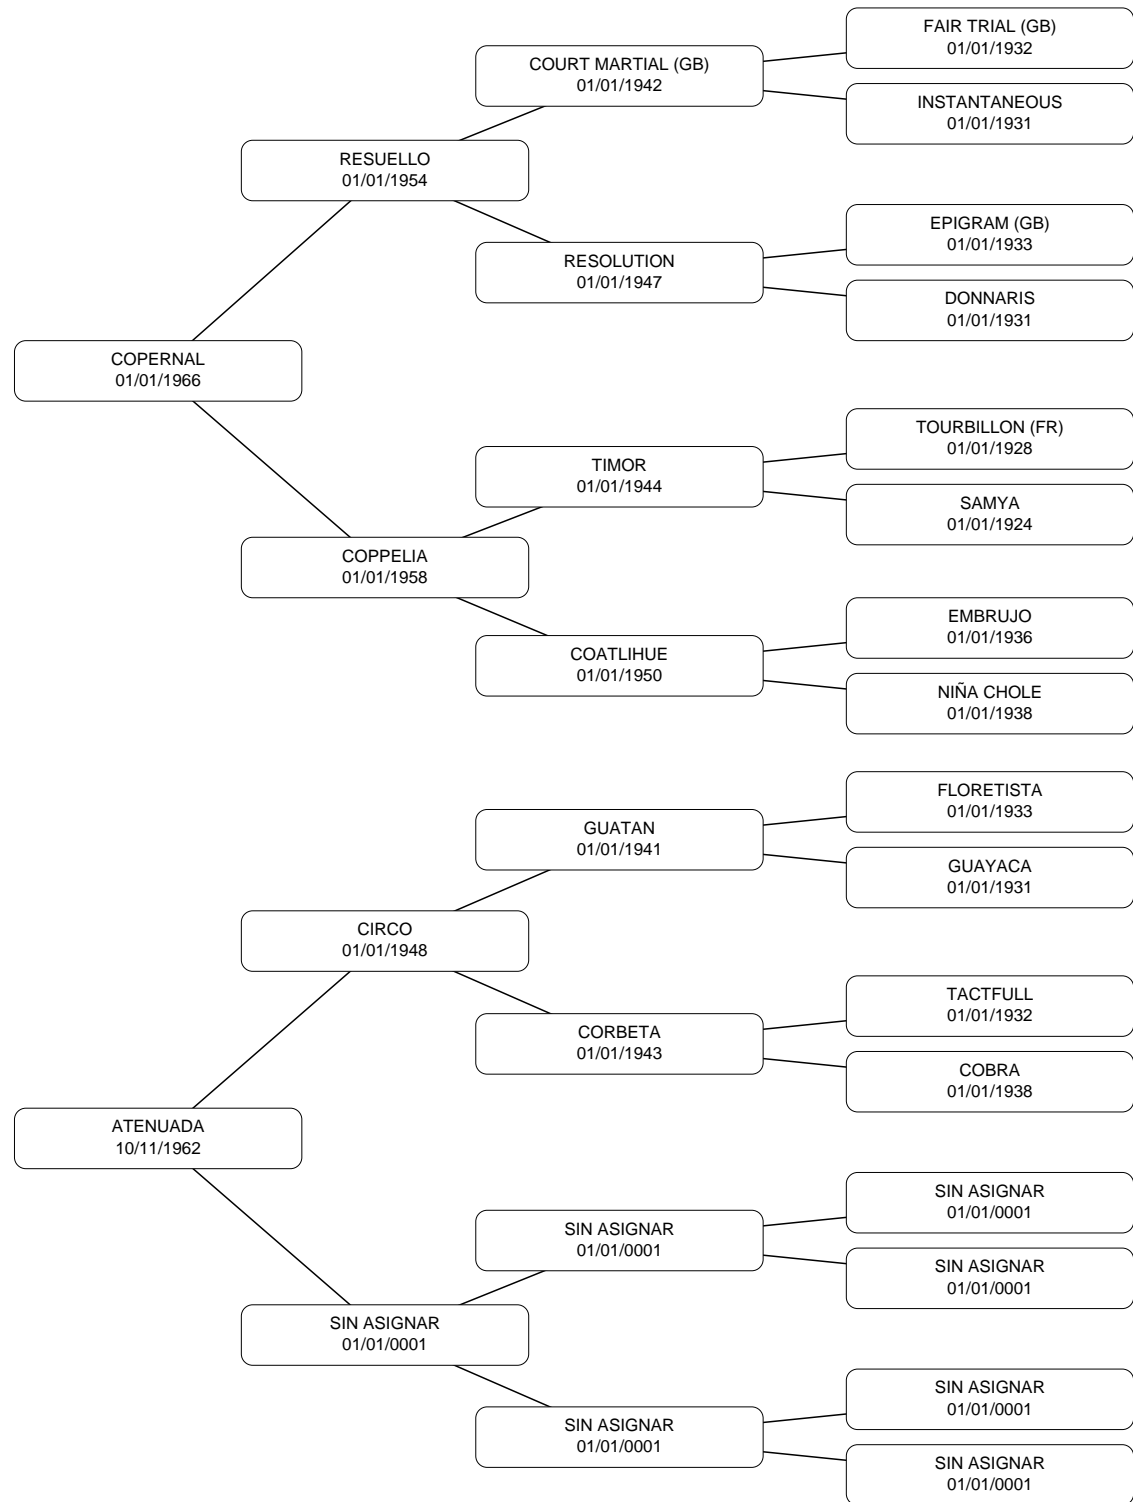 FAIR TRIAL (GB)
01/01/1932
COURT MARTIAL (GB)
01/01/1942
INSTANTANEOUS
01/01/1931
RESUELLO
01/01/1954
EPIGRAM (GB)
01/01/1933
RESOLUTION
01/01/1947
DONNARIS
01/01/1931
COPERNAL
01/01/1966
TOURBILLON (FR)
01/01/1928
TIMOR
01/01/1944
SAMYA
01/01/1924
COPPELIA
01/01/1958
EMBRUJO
01/01/1936
COATLIHUE
01/01/1950
NIÑA CHOLE
01/01/1938
FLORETISTA
01/01/1933
GUATAN
01/01/1941
GUAYACA
01/01/1931
CIRCO
01/01/1948
TACTFULL
01/01/1932
CORBETA
01/01/1943
COBRA
01/01/1938
ATENUADA
10/11/1962
SIN ASIGNAR
01/01/0001
SIN ASIGNAR
01/01/0001
SIN ASIGNAR
01/01/0001
SIN ASIGNAR
01/01/0001
SIN ASIGNAR
01/01/0001
SIN ASIGNAR
01/01/0001
SIN ASIGNAR
01/01/0001